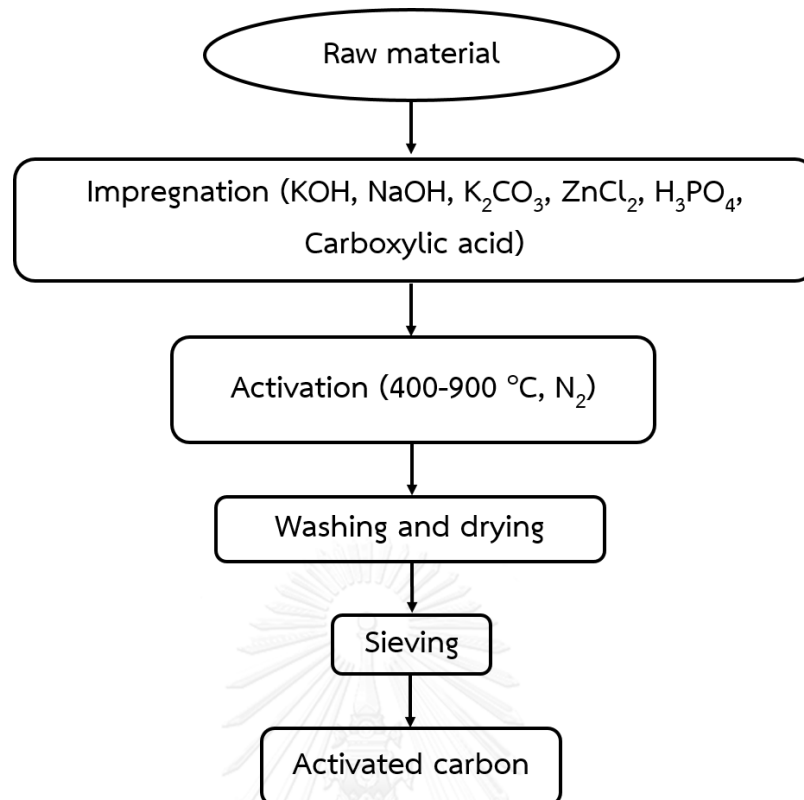 Raw material
Impregnation (KOH, NaOH, K₂CO₃, ZnCl₂, H₃PO₄,
Carboxylic acid)
Activation (400-900 °C, N₂)
Washing and drying
Sieving
Activated carbon